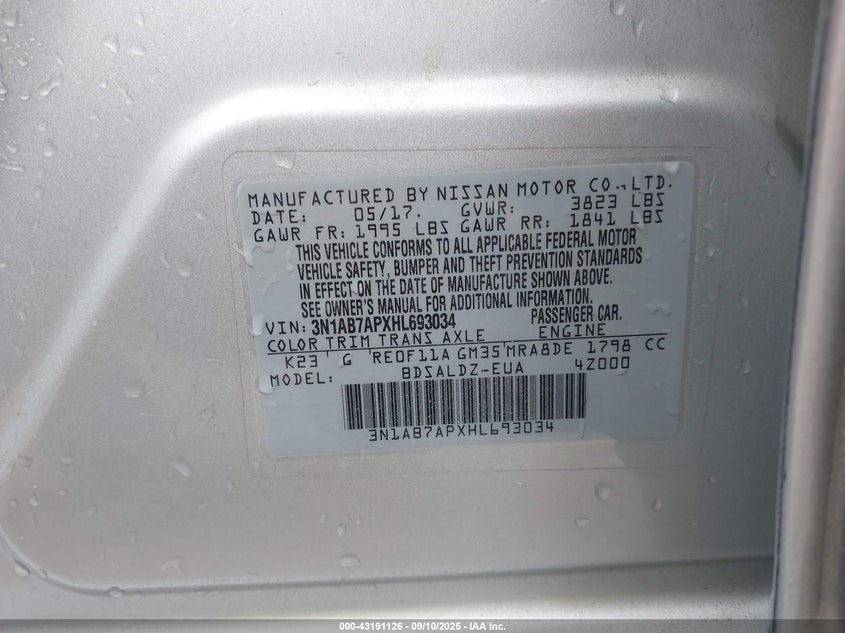 MANUFACTURED BY NISSAN MOTOR CO.,LTD.
DATE: 05/17. GVWR: 3823 LBS
GAWR FR: 1995 LBS GAWR RR: 1841 LBS
THIS VEHICLE CONFORMS TO ALL APPLICABLE FEDERAL MOTOR
VEHICLE SAFETY, BUMPER AND THEFT PREVENTION STANDARDS
IN EFFECT ON THE DATE OF MANUFACTURE SHOWN ABOVE.
SEE OWNER'S MANUAL FOR ADDITIONAL INFORMATION.
VIN: 3N1AB7APXHL693034 PASSENGER CAR.
COLOR TRIM TRANS AXLE ENGINE
K23 G RE0F11A GM35 MRA8DE 1798 CC
MODEL: BDSALDZ-EUA 4Z000
3N1AB7APXHL693034
000-43191126 - 09/10/2025 - IAA Inc.